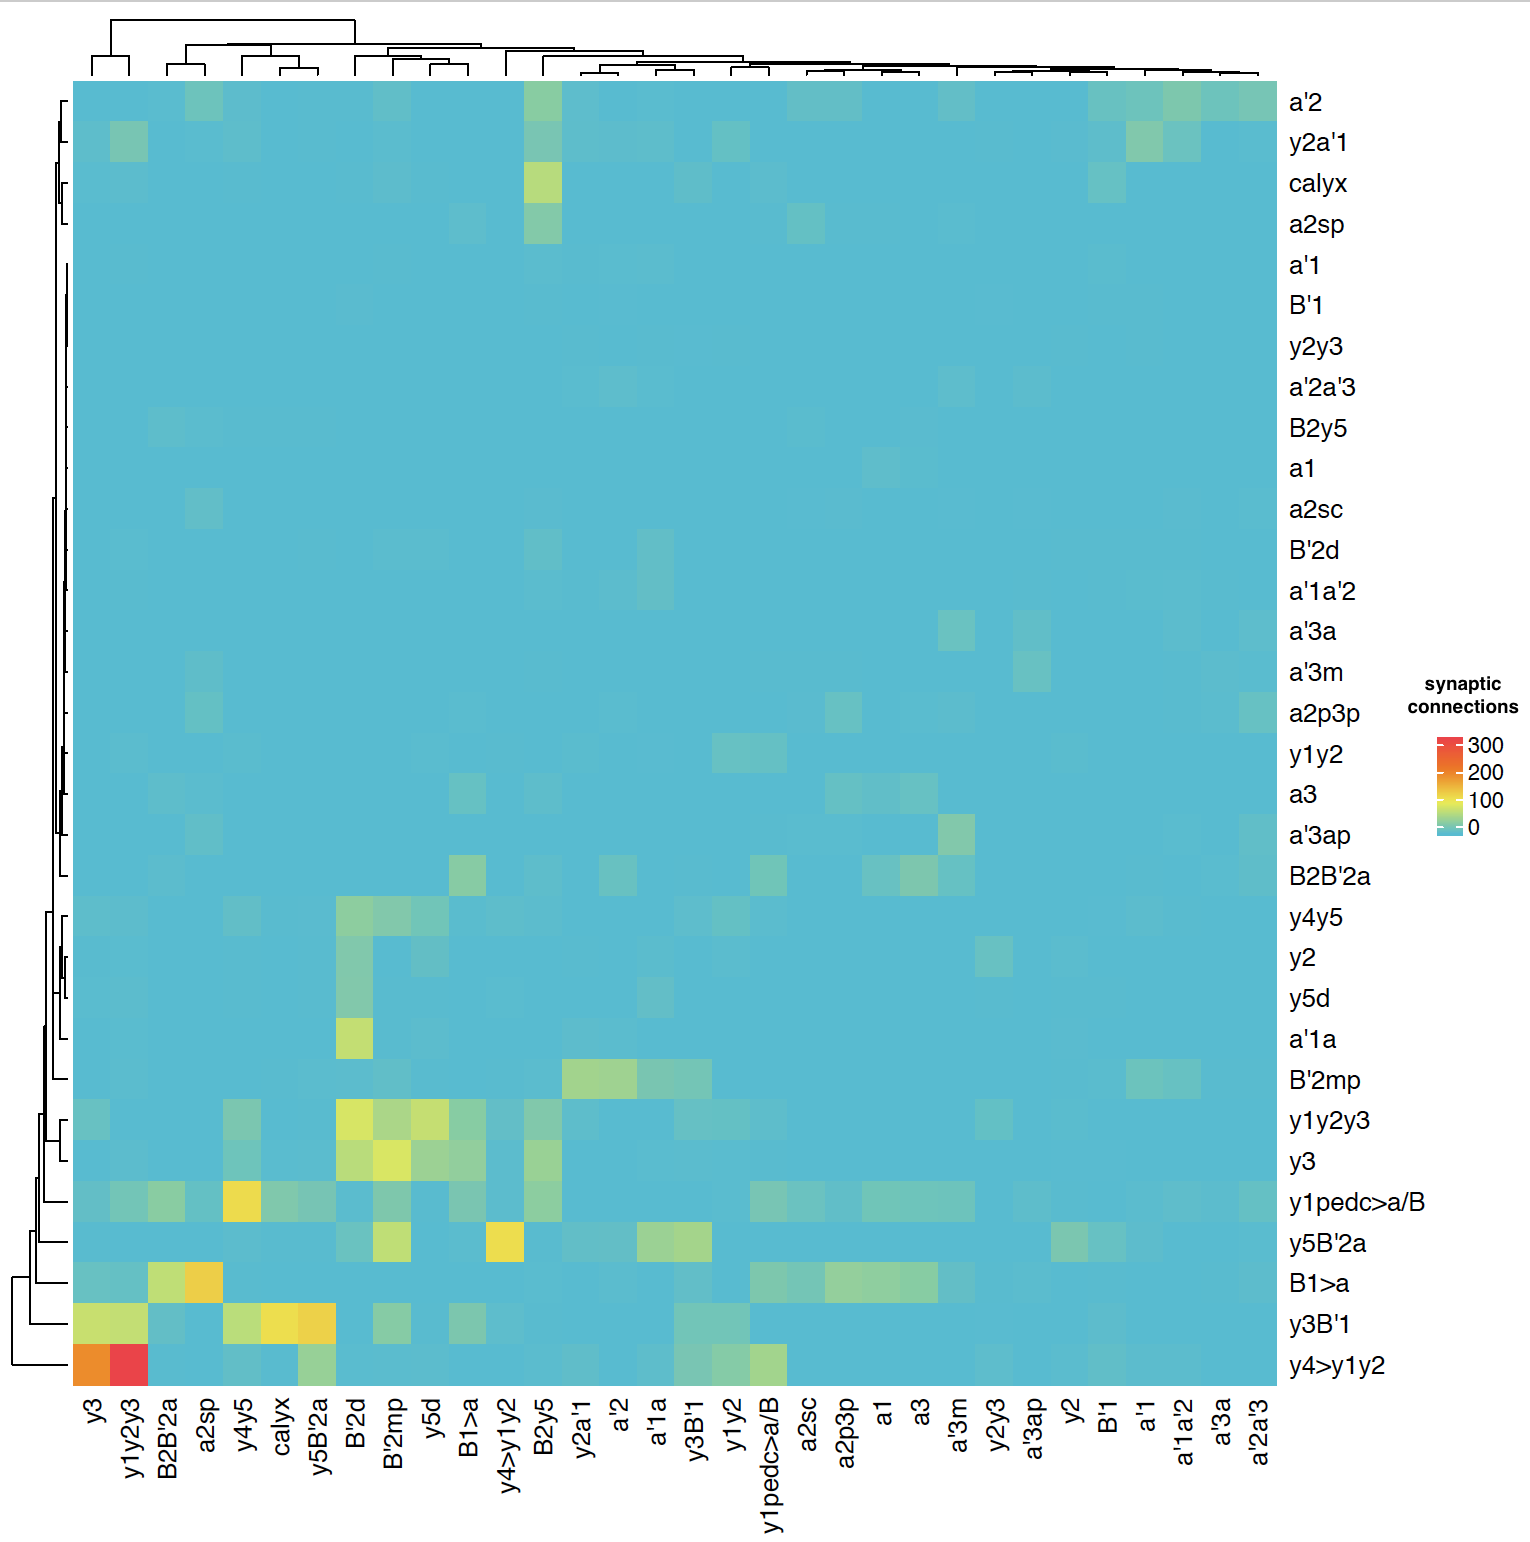 a'2
y2a'1
calyx
a2sp
a'1
B'1
y2y3
a'2a'3
B2y5
a1
a2sc
B'2d
a'1a'2
a'3a
a'3m
a2p3p
y1y2
a3
a'3ap
B2B'2a
y4y5
y2
y5d
a'1a
B'2mp
y1y2y3
y3
y1pedc>a/B
y5B'2a
B1>a
y3B'1
y4>y1y2
synaptic
connections
300
200
100
0
y3
y1y2y3
B2B'2a
a2sp
y4y5
calyx
y5B'2a
B'2d
B'2mp
y5d
B1>a
y4>y1y2
B2y5
y2a'1
a'2
a'1a
y3B'1
y1y2
y1pedc>a/B
a2sc
a2p3p
a1
a3
a'3m
y2y3
a'3ap
y2
B'1
a'1
a'1a'2
a'3a
a'2a'3